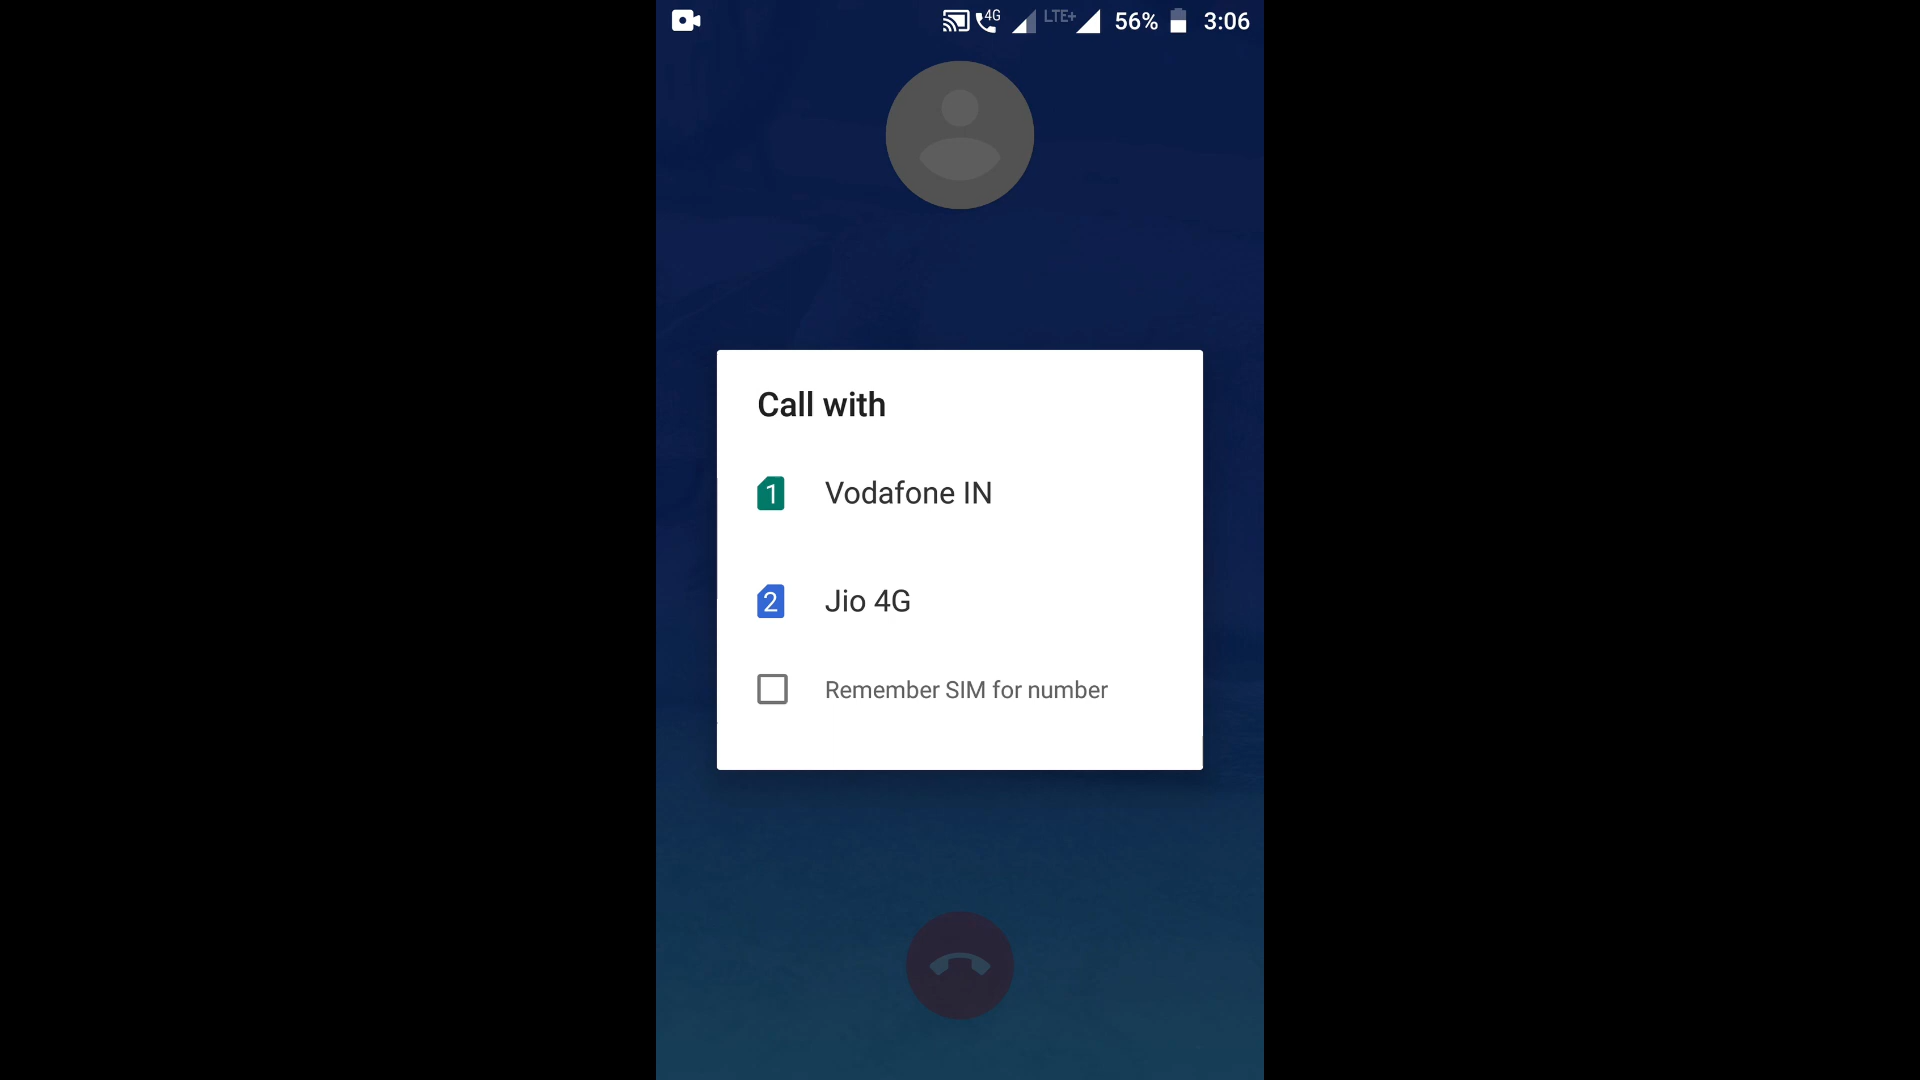 4G LTE+ 56% 3:06
Call with
1 Vodafone IN
2 Jio 4G
Remember SIM for number